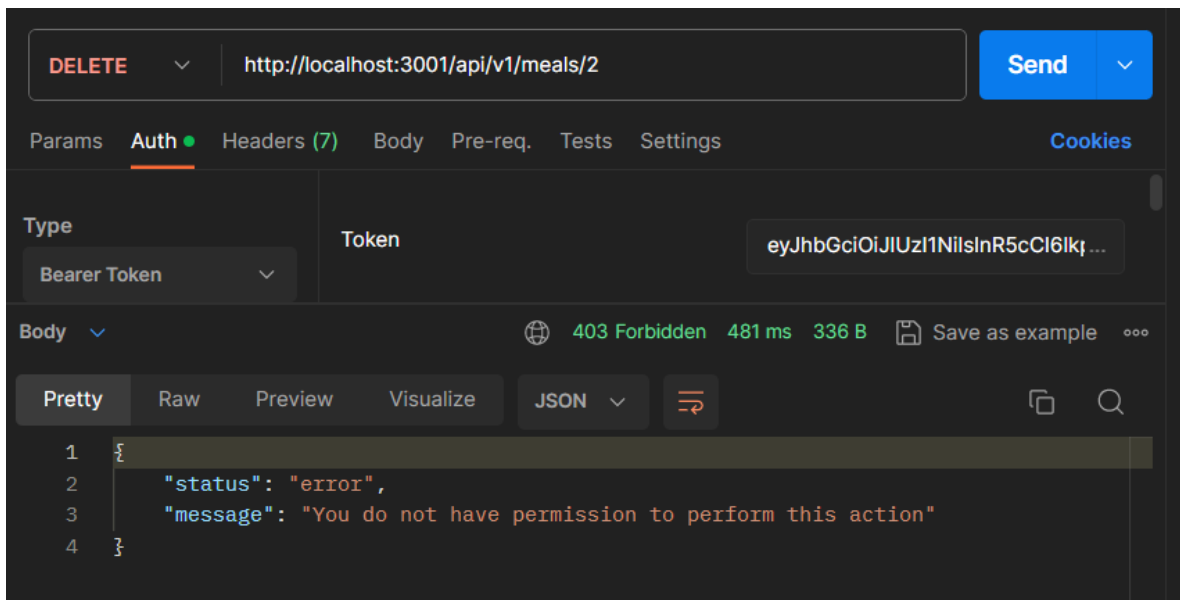 DELETE http://localhost:3001/api/v1/meals/2 Send
Params Auth Headers (7) Body Pre-req. Tests Settings Cookies
Type
Token eyJhbGciOiJIUzI1NiIsInR5cCI6Ikp...
Bearer Token
Body 403 Forbidden 481 ms 336 B Save as example
Pretty Raw Preview Visualize JSON
1 {
2 "status": "error",
3 "message": "You do not have permission to perform this action"
4 }